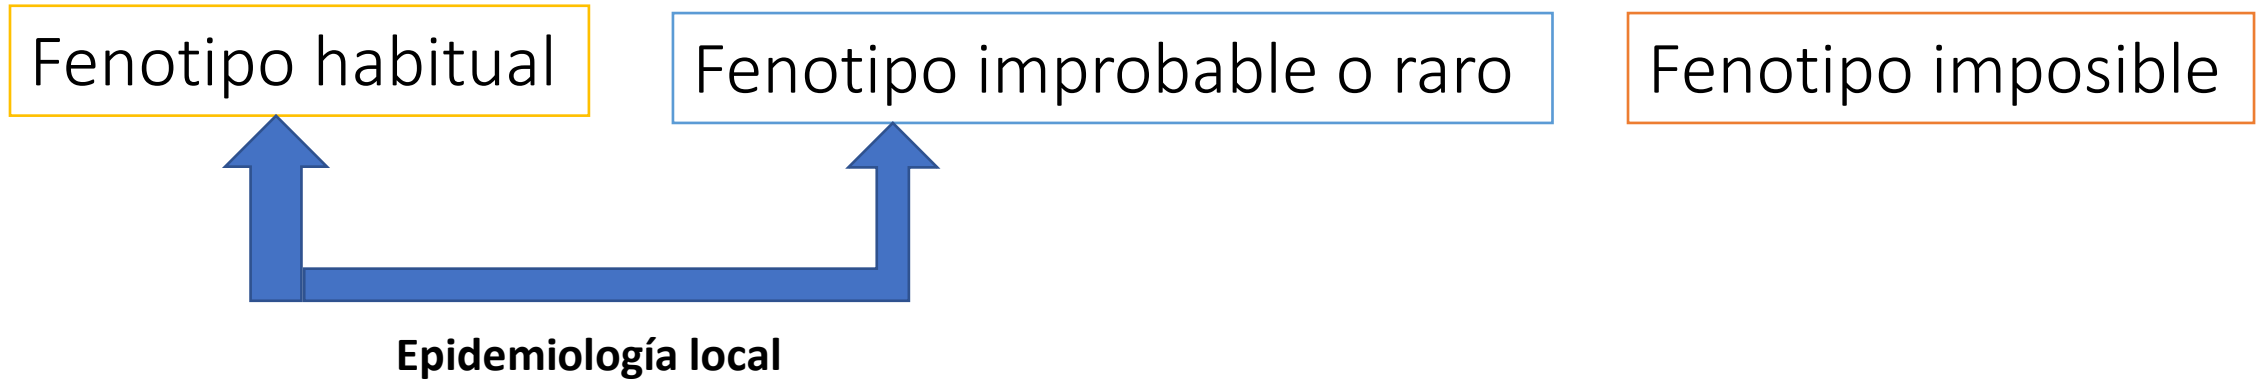 Fenotipo habitual
Fenotipo improbable o raro
Fenotipo imposible
Epidemiología local